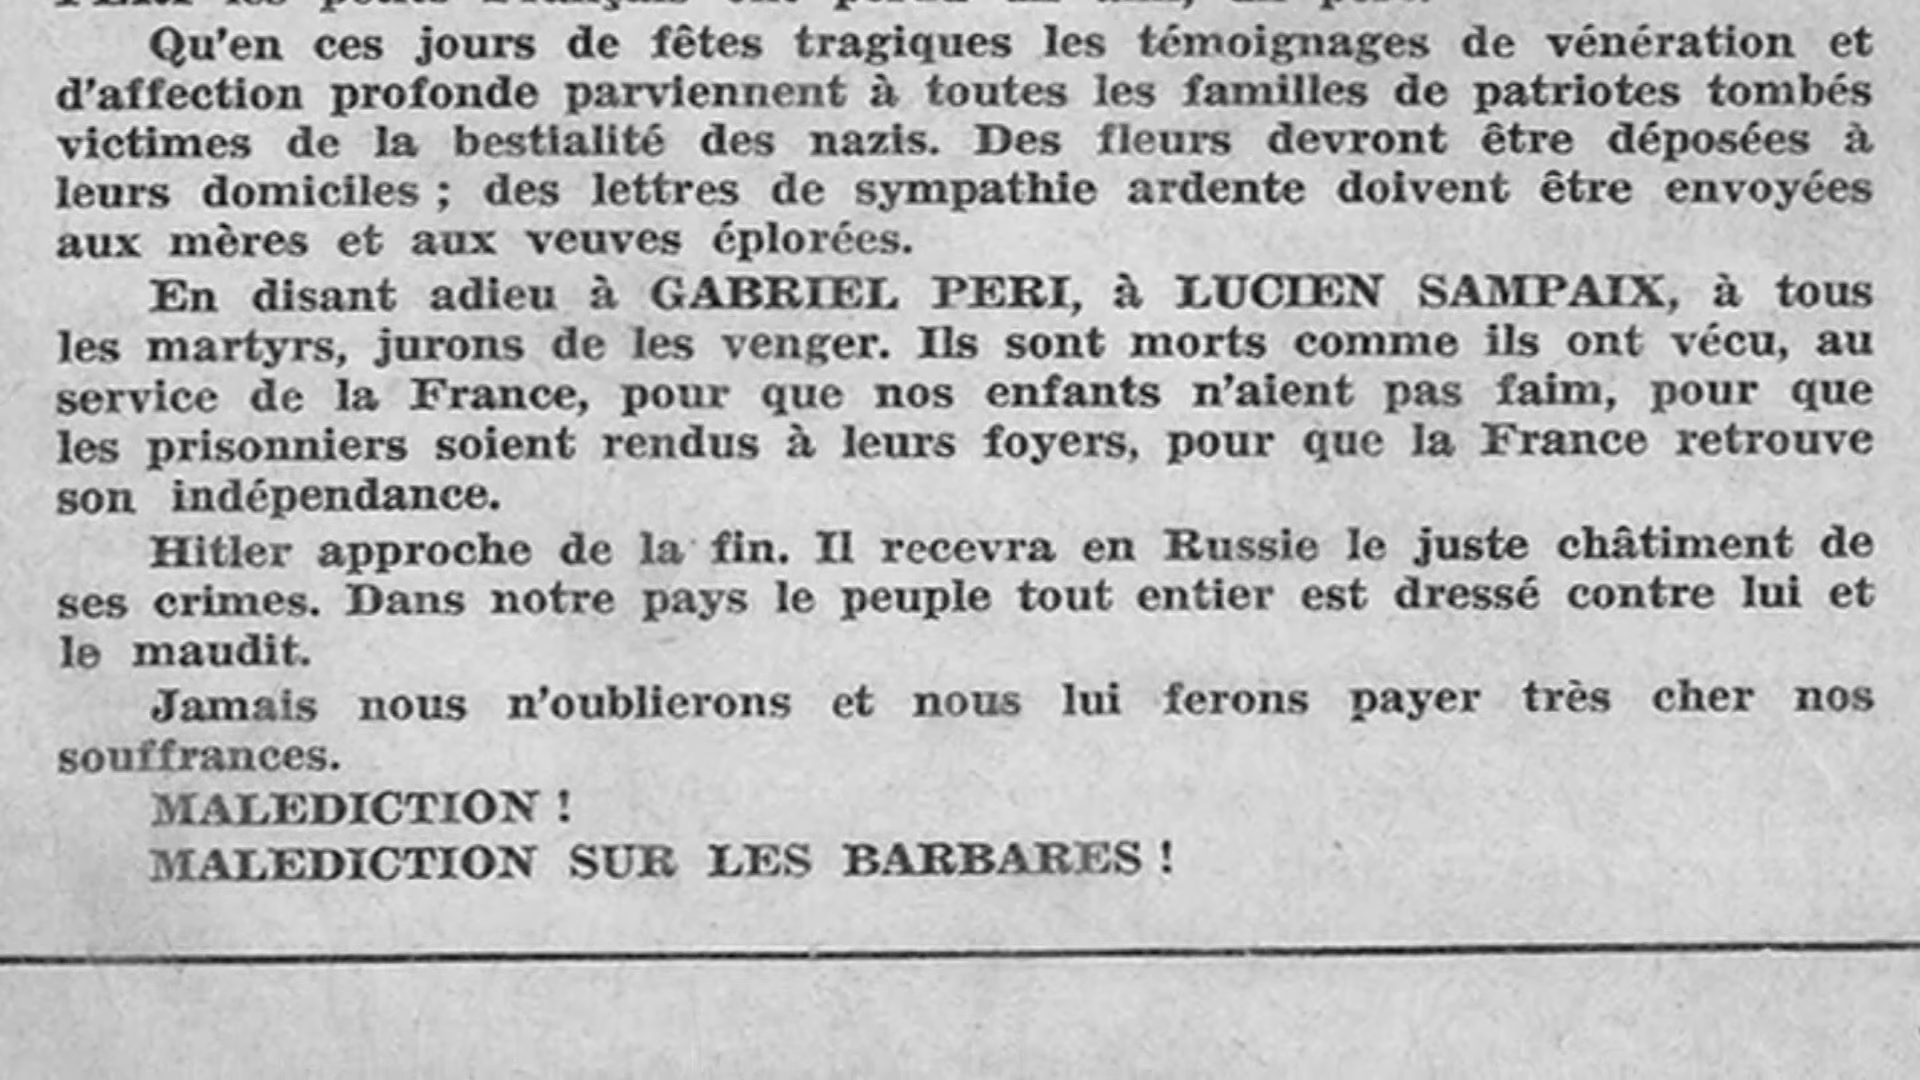 Qu'en ces jours de fêtes tragiques les témoignages de vénération et
d'affection profonde parviennent à toutes les familles de patriotes tombés
victimes de la bestialité des nazis. Des fleurs devront être déposées à
leurs domiciles ; des lettres de sympathie ardente doivent être envoyées
aux mères et aux veuves éplorées.
En disant adieu à GABRIEL PERI, à LUCIEN SAMPAIX, à tous
les martyrs, jurons de les venger. Ils sont morts comme ils ont vécu, au
service de la France, pour que nos enfants n'aient pas faim, pour que
les prisonniers soient rendus à leurs foyers, pour que la France retrouve
son indépendance.
Hitler approche de la fin. Il recevra en Russie le juste châtiment de
ses crimes. Dans notre pays le peuple tout entier est dressé contre lui et
le maudit.
Jamais nous n'oublierons et nous lui ferons payer très cher nos
souffrances.
MALEDICTION !
MALEDICTION SUR LES BARBARES !